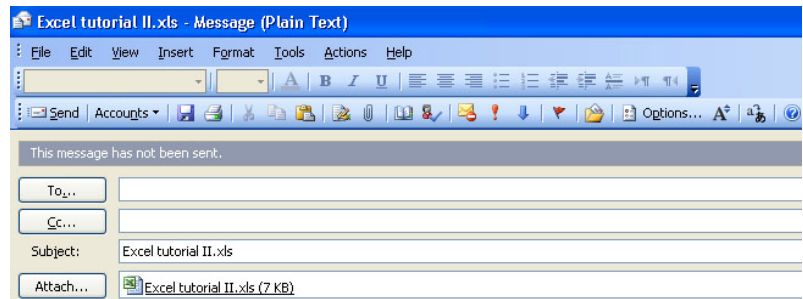 Excel tutorial II.xls - Message (Plain Text)
File Edit View Insert Format Tools Actions Help
A B I U
Send Accounts Options...
This message has not been sent.
To...
Cc...
Subject: Excel tutorial II.xls
Attach... Excel tutorial II.xls (7 KB)